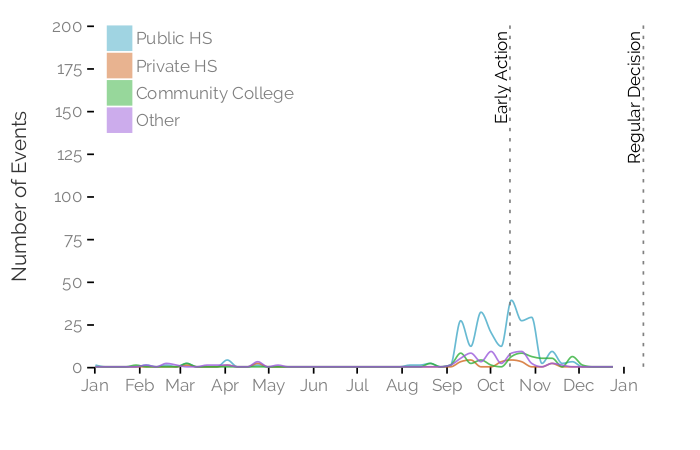 Number of Events
200
175
150
125
100
75
50
25
0
Public HS
Private HS
Community College
Other
Early Action
Regular Decision
Jan Feb Mar Apr May Jun Jul Aug Sep Oct Nov Dec Jan